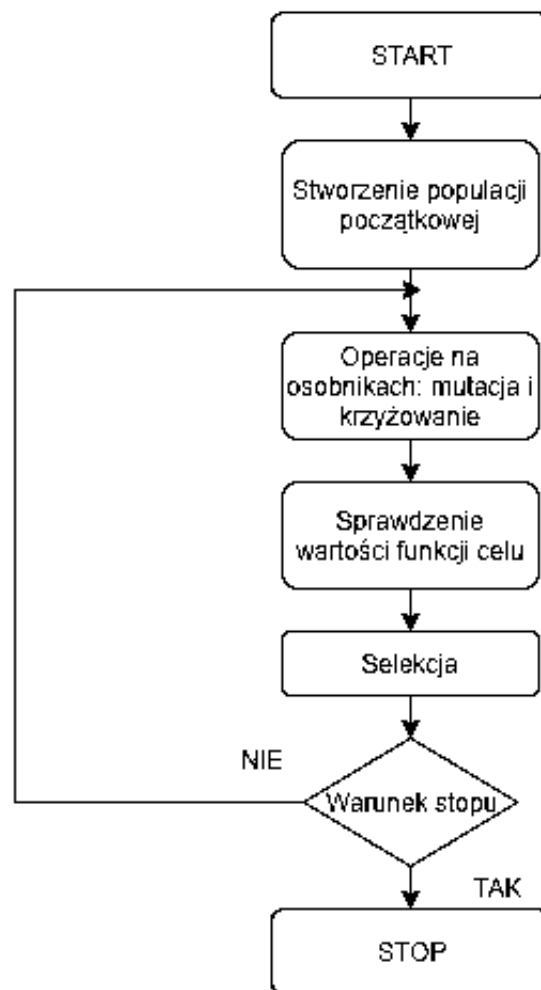 START
Stworzenie populacji
początkowej
Operacje na
osobnikach: mutacja i
krzyżowanie
Sprawdzenie
wartości funkcji celu
Selekcja
NIE
Warunek stopu
TAK
STOP